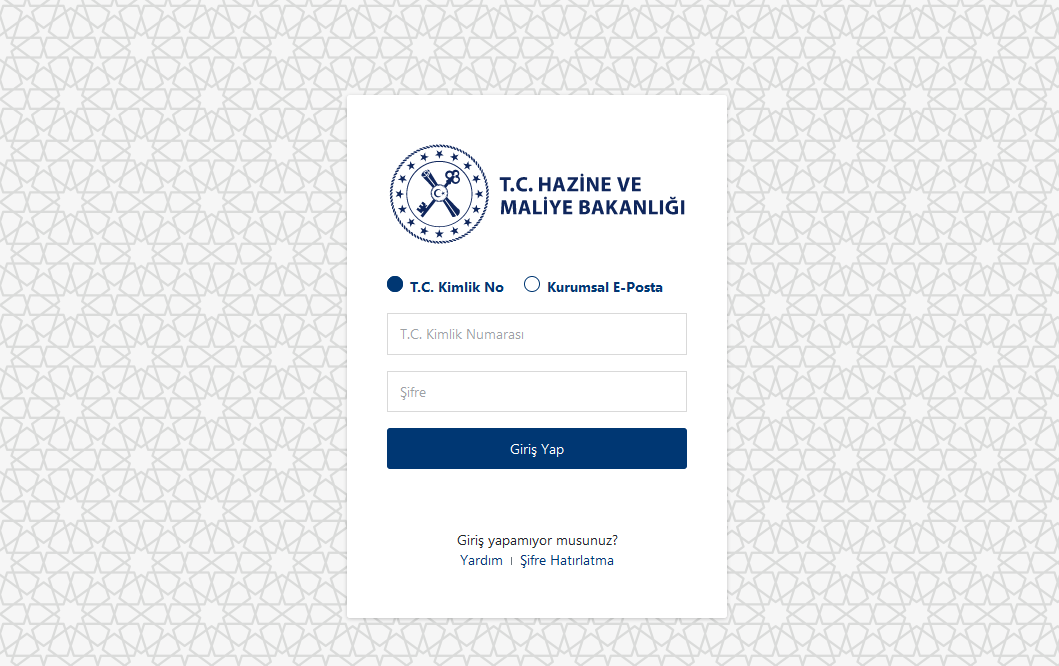 T.C. HAZİNE VE
MALİYE BAKANLIĞI
T.C. Kimlik No Kurumsal E-Posta
T.C. Kimlik Numarası
Şifre
Giriş Yap
Giriş yapamıyor musunuz?
Yardım | Şifre Hatırlatma